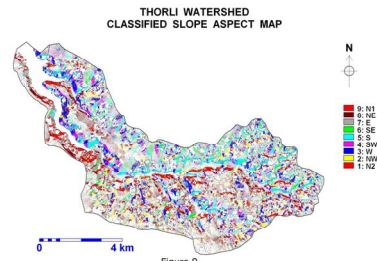 THORLI WATERSHED
CLASSIFIED SLOPE ASPECT MAP
N
9: N1
8: NE
7: E
6: SE
5: S
4: SW
3: W
2: NW
1: N2
0 4 km